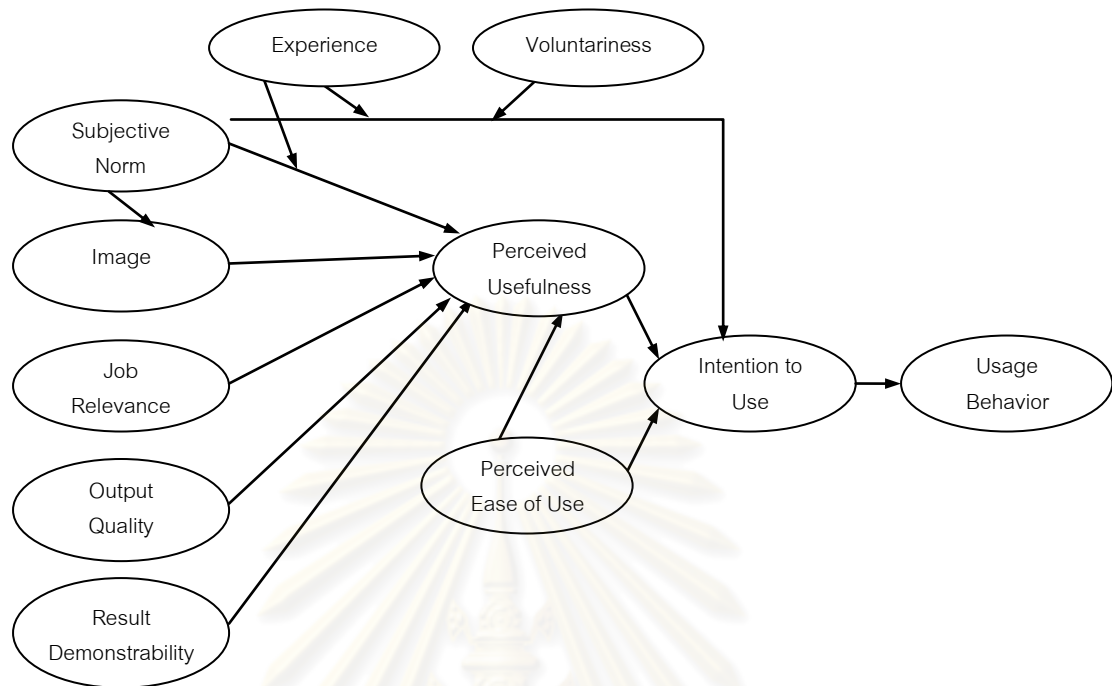 Experience
Voluntariness
Subjective
Norm
Image
Perceived
Usefulness
Job
Relevance
Intention to
Use
Usage
Behavior
Perceived
Ease of Use
Output
Quality
Result
Demonstrability